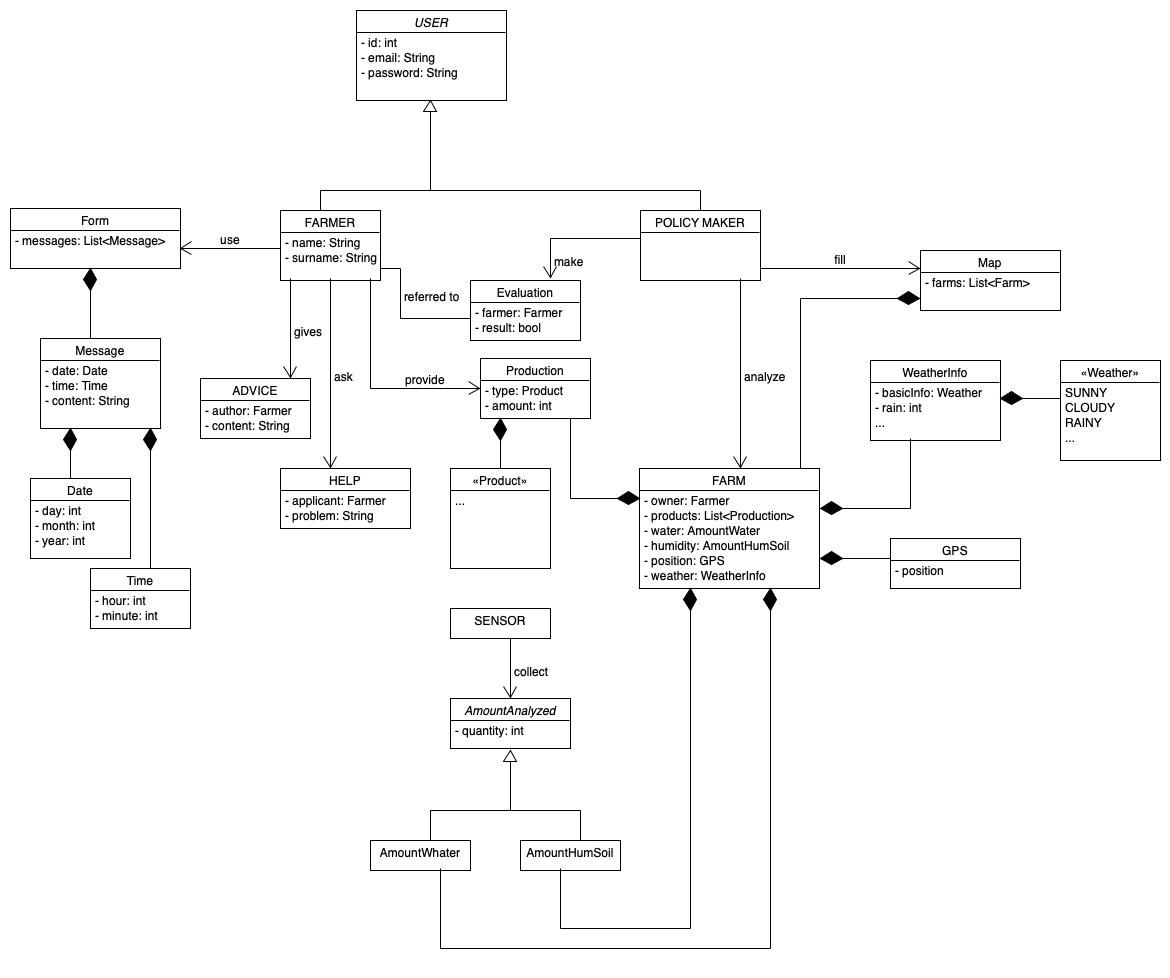 USER
- id: int
- email: String
- password: String
Form
- messages: List<Message>
use
FARMER
- name: String
- surname: String
POLICY MAKER
make
fill
Map
- farms: List<Farm>
referred to
Evaluation
- farmer: Farmer
- result: bool
gives
ask
provide
analyze
Message
- date: Date
- time: Time
- content: String
ADVICE
- author: Farmer
- content: String
Production
- type: Product
- amount: int
WeatherInfo
- basicInfo: Weather
- rain: int
...
«Weather»
SUNNY
CLOUDY
RAINY
...
Date
- day: int
- month: int
- year: int
HELP
- applicant: Farmer
- problem: String
«Product»
...
FARM
- owner: Farmer
- products: List<Production>
- water: AmountWater
- humidity: AmountHumSoil
- position: GPS
- weather: WeatherInfo
GPS
- position
Time
- hour: int
- minute: int
SENSOR
collect
AmountAnalyzed
- quantity: int
AmountWhater
AmountHumSoil